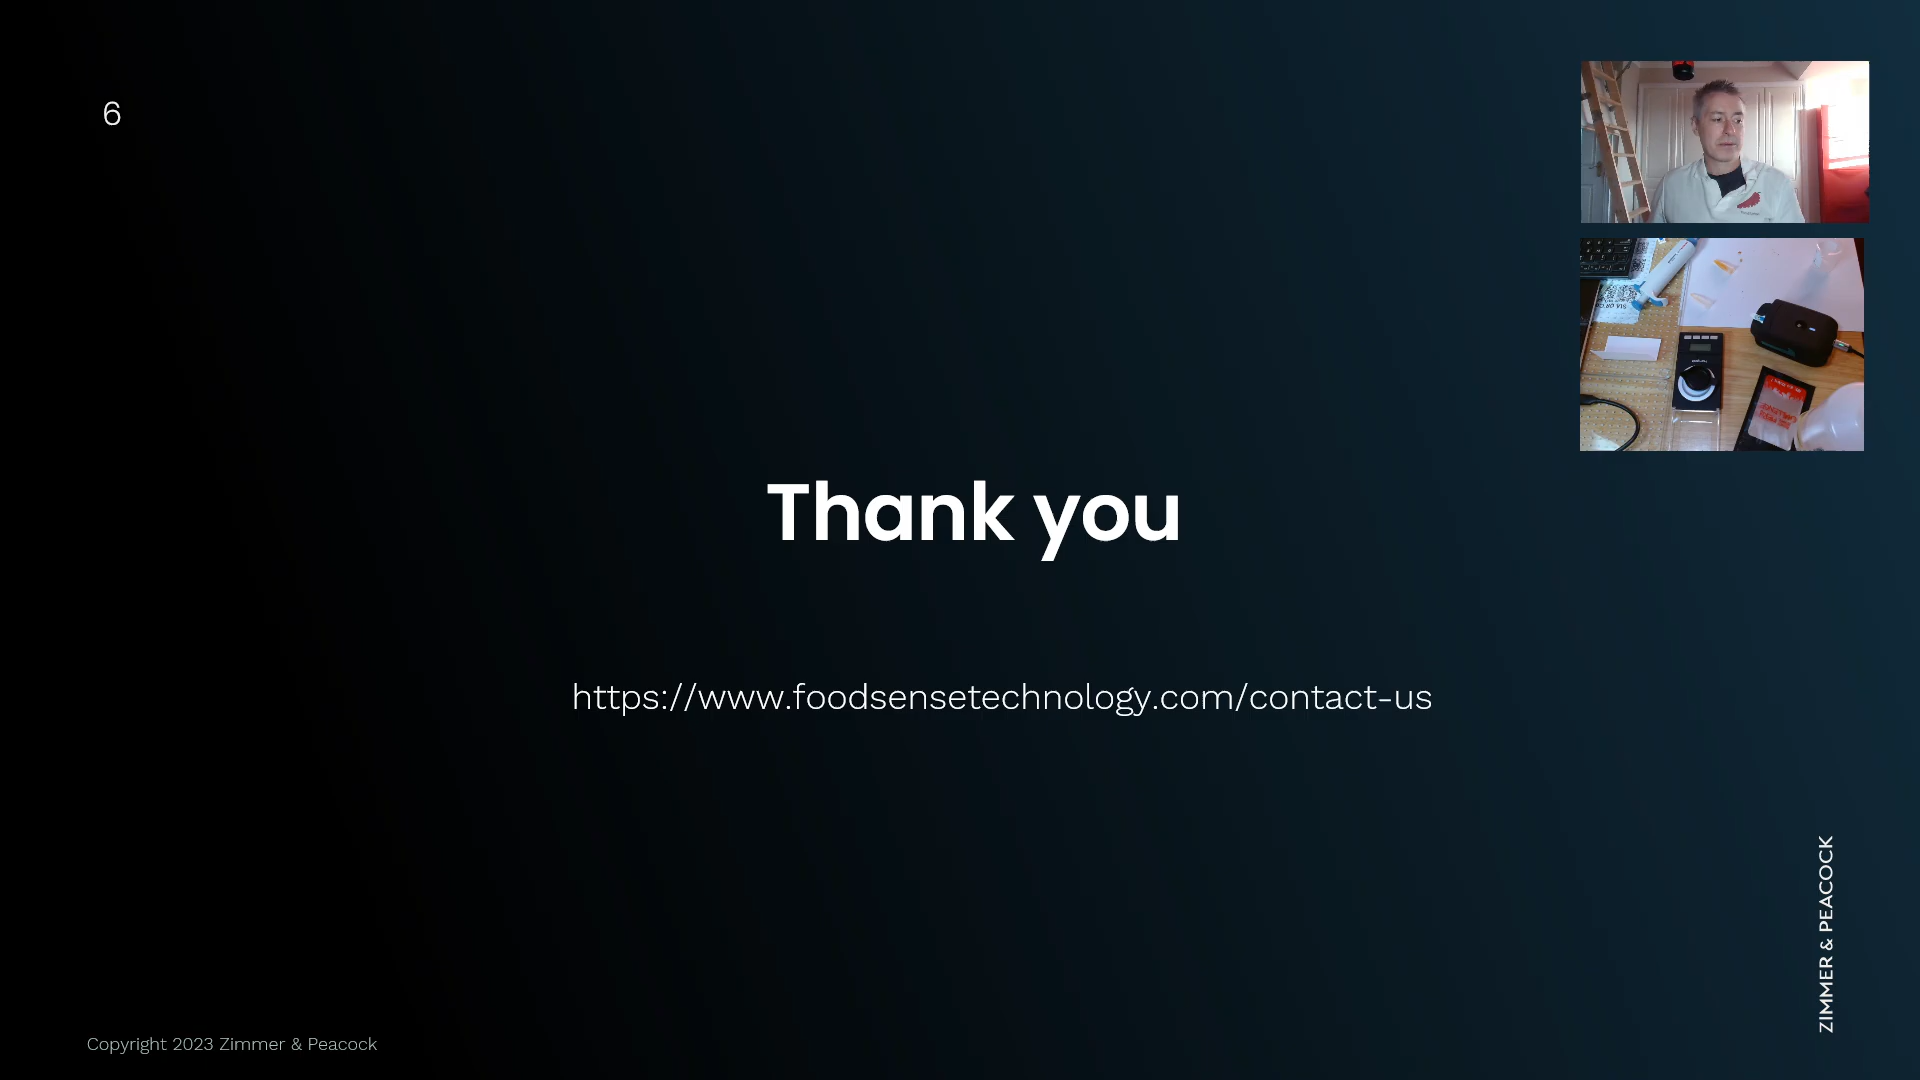 6
Thank you
https://www.foodsensetechnology.com/contact-us
ZIMMER & PEACOCK
Copyright 2023 Zimmer & Peacock